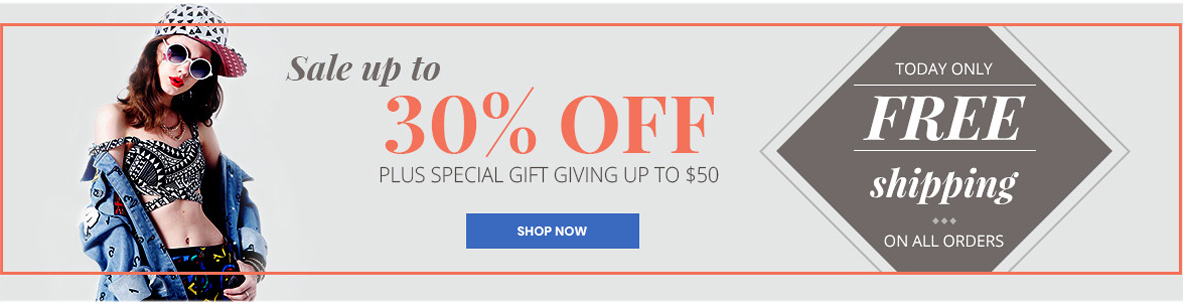 Sale up to
30% OFF
PLUS SPECIAL GIFT GIVING UP TO $50
SHOP NOW
TODAY ONLY
FREE
shipping
ON ALL ORDERS